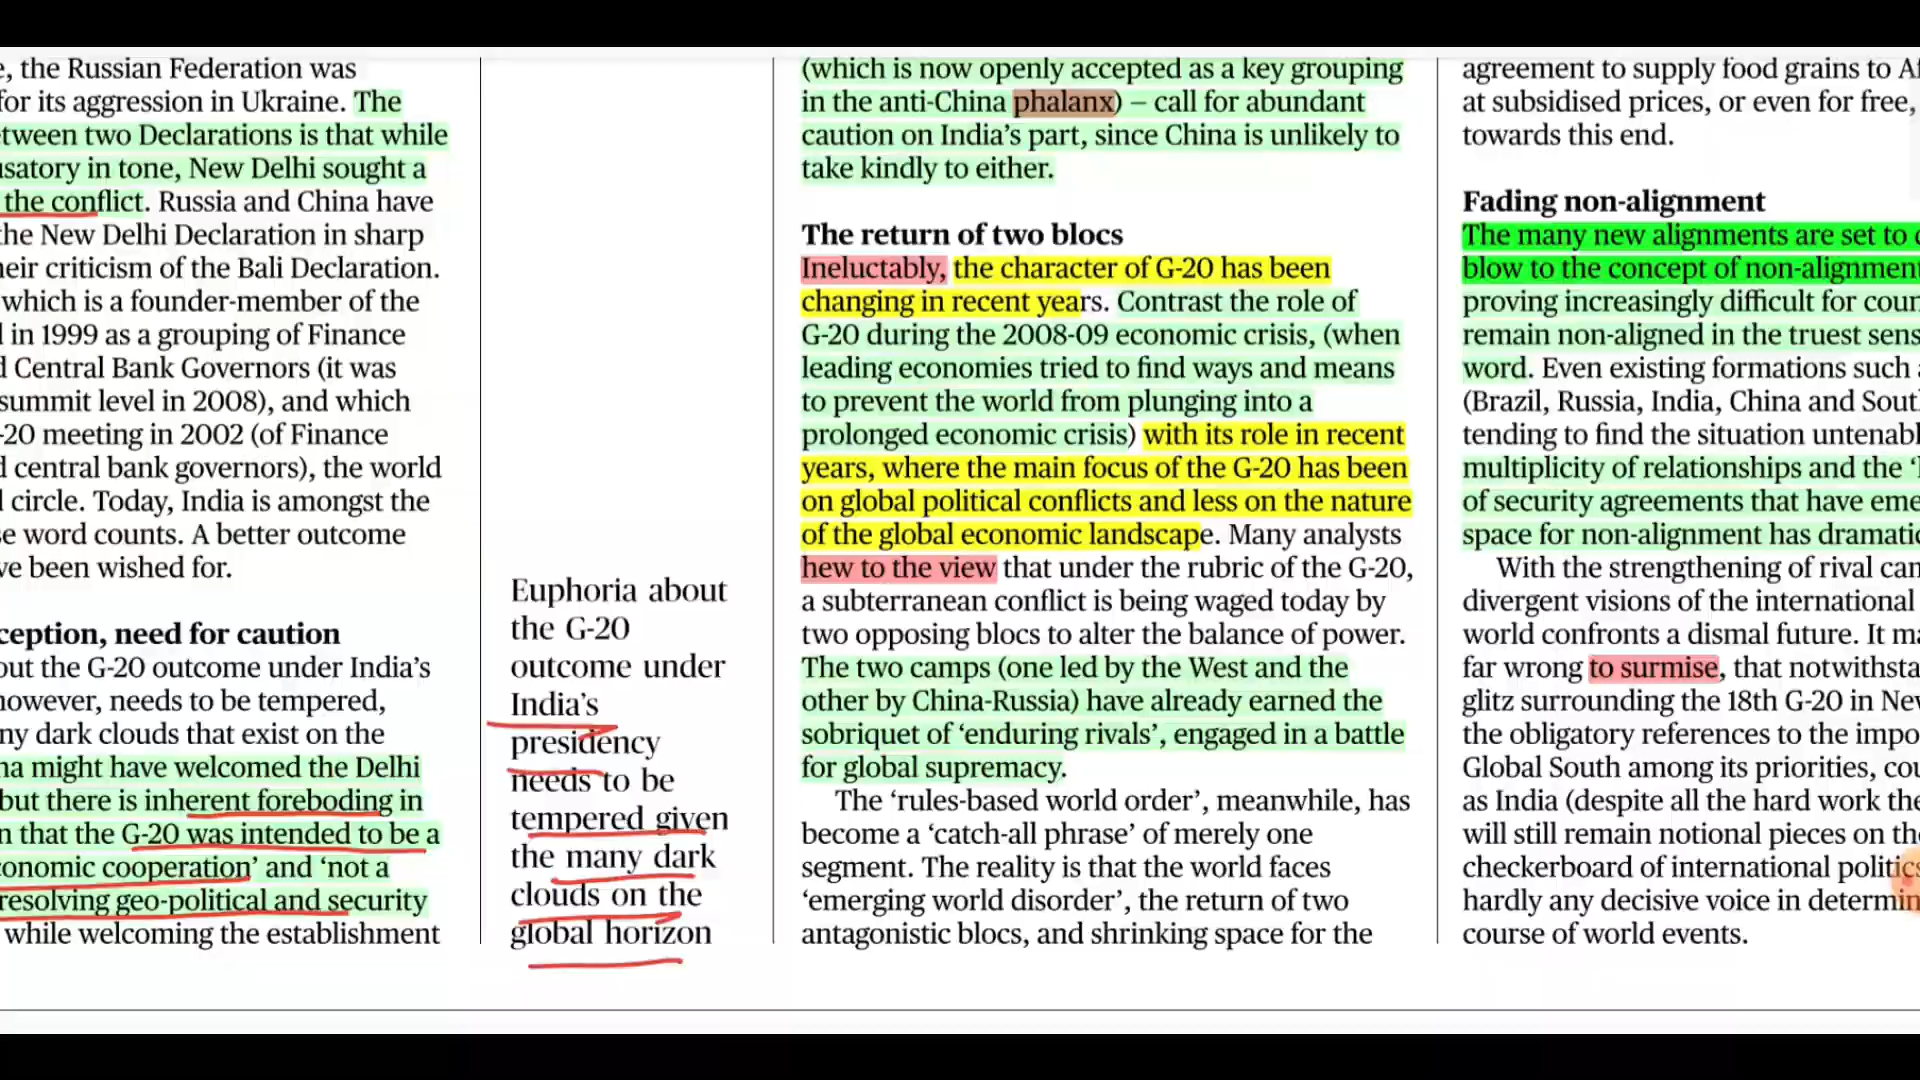 e, the Russian Federation was
for its aggression in Ukraine. The
etween two Declarations is that while
usatory in tone, New Delhi sought a
the conflict. Russia and China have
the New Delhi Declaration in sharp
heir criticism of the Bali Declaration.
which is a founder-member of the
in 1999 as a grouping of Finance
d Central Bank Governors (it was
summit level in 2008), and which
-20 meeting in 2002 (of Finance
d central bank governors), the world
l circle. Today, India is amongst the
se word counts. A better outcome
ve been wished for.
ception, need for caution
out the G-20 outcome under India’s
however, needs to be tempered,
ny dark clouds that exist on the
na might have welcomed the Delhi
but there is inherent foreboding in
n that the G-20 was intended to be a
conomic cooperation’ and ‘not a
resolving geo-political and security
while welcoming the establishment
Euphoria about
the G-20
outcome under
India’s
presidency
needs to be
tempered given
the many dark
clouds on the
global horizon
(which is now openly accepted as a key grouping
in the anti-China phalanx) – call for abundant
caution on India’s part, since China is unlikely to
take kindly to either.
The return of two blocs
Ineluctably, the character of G-20 has been
changing in recent years. Contrast the role of
G-20 during the 2008-09 economic crisis, (when
leading economies tried to find ways and means
to prevent the world from plunging into a
prolonged economic crisis) with its role in recent
years, where the main focus of the G-20 has been
on global political conflicts and less on the nature
of the global economic landscape. Many analysts
hew to the view that under the rubric of the G-20,
a subterranean conflict is being waged today by
two opposing blocs to alter the balance of power.
The two camps (one led by the West and the
other by China-Russia) have already earned the
sobriquet of ‘enduring rivals’, engaged in a battle
for global supremacy.
The ‘rules-based world order’, meanwhile, has
become a ‘catch-all phrase’ of merely one
segment. The reality is that the world faces
‘emerging world disorder’, the return of two
antagonistic blocs, and shrinking space for the
agreement to supply food grains to Af
at subsidised prices, or even for free,
towards this end.
Fading non-alignment
The many new alignments are set to
blow to the concept of non-alignment
proving increasingly difficult for coun
remain non-aligned in the truest sens
word. Even existing formations such
(Brazil, Russia, India, China and Sout
tending to find the situation untenabl
multiplicity of relationships and the
of security agreements that have eme
space for non-alignment has dramatic
With the strengthening of rival cam
divergent visions of the international
world confronts a dismal future. It ma
far wrong to surmise, that notwithsta
glitz surrounding the 18th G-20 in New
the obligatory references to the impo
Global South among its priorities, cou
as India (despite all the hard work the
will still remain notional pieces on the
checkerboard of international politics
hardly any decisive voice in determin
course of world events.